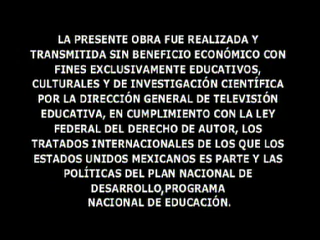 LA PRESENTE OBRA FUE REALIZADA Y
TRANSMITIDA SIN BENEFICIO ECONÓMICO CON
FINES EXCLUSIVAMENTE EDUCATIVOS,
CULTURALES Y DE INVESTIGACIÓN CIENTÍFICA
POR LA DIRECCIÓN GENERAL DE TELEVISIÓN
EDUCATIVA, EN CUMPLIMIENTO CON LA LEY
FEDERAL DEL DERECHO DE AUTOR, LOS
TRATADOS INTERNACIONALES DE LOS QUE LOS
ESTADOS UNIDOS MEXICANOS ES PARTE Y LAS
POLÍTICAS DEL PLAN NACIONAL DE
DESARROLLO,PROGRAMA
NACIONAL DE EDUCACIÓN.